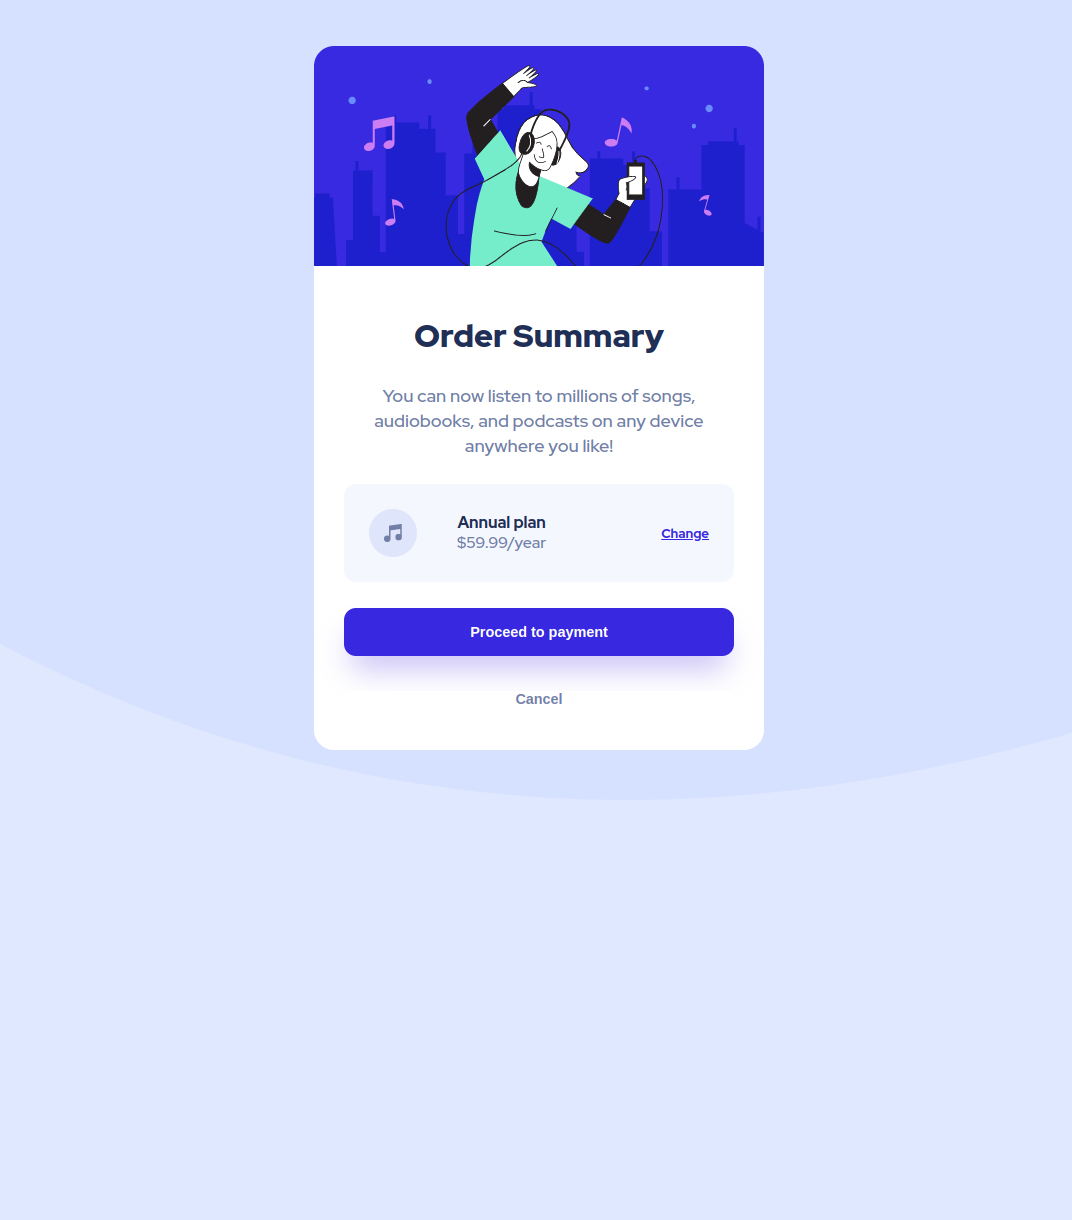 Order Summary
You can now listen to millions of songs,
audiobooks, and podcasts on any device
anywhere you like!
Annual plan
$59.99/year
Change
Proceed to payment
Cancel